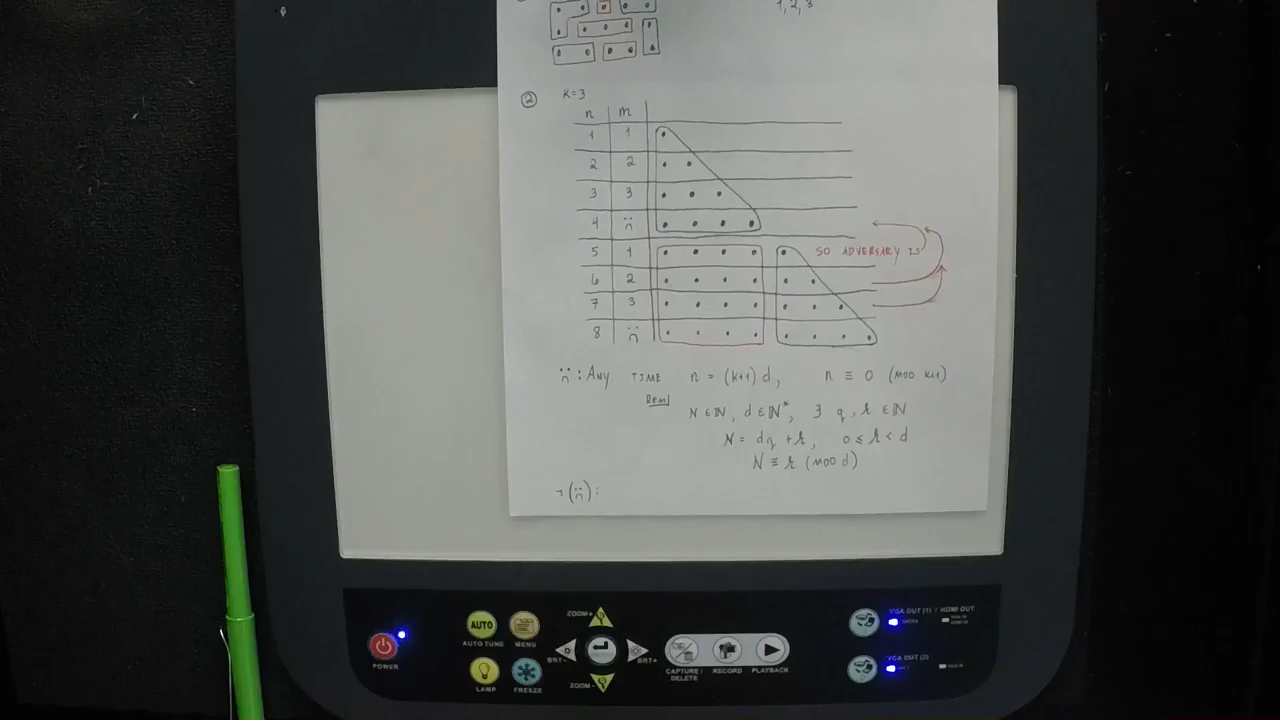 1, 2, 3
② K=3
n m
1 1
2 2
3 3
4 :̈∩
5 1 SO ADVERSARY IS
6 2
7 3
8 :̈∩
:̈∩ : ANY TIME n = (k+1) d, n ≡ 0 (MOD k+1)
REM
N ∈ ℕ, d ∈ ℕ*, ∃ q, r ∈ ℕ
N = dq + r, 0 ≤ r < d
N ≡ r (MOD d)
¬(:̈∩):
ZOOM+
AUTO
AUTO TUNE MENU
BRT- BRT+
POWER
LAMP FREEZE
ZOOM-
CAPTURE / DELETE RECORD PLAYBACK
VGA OUT (1) / HDMI OUT
VGA OUT (2)